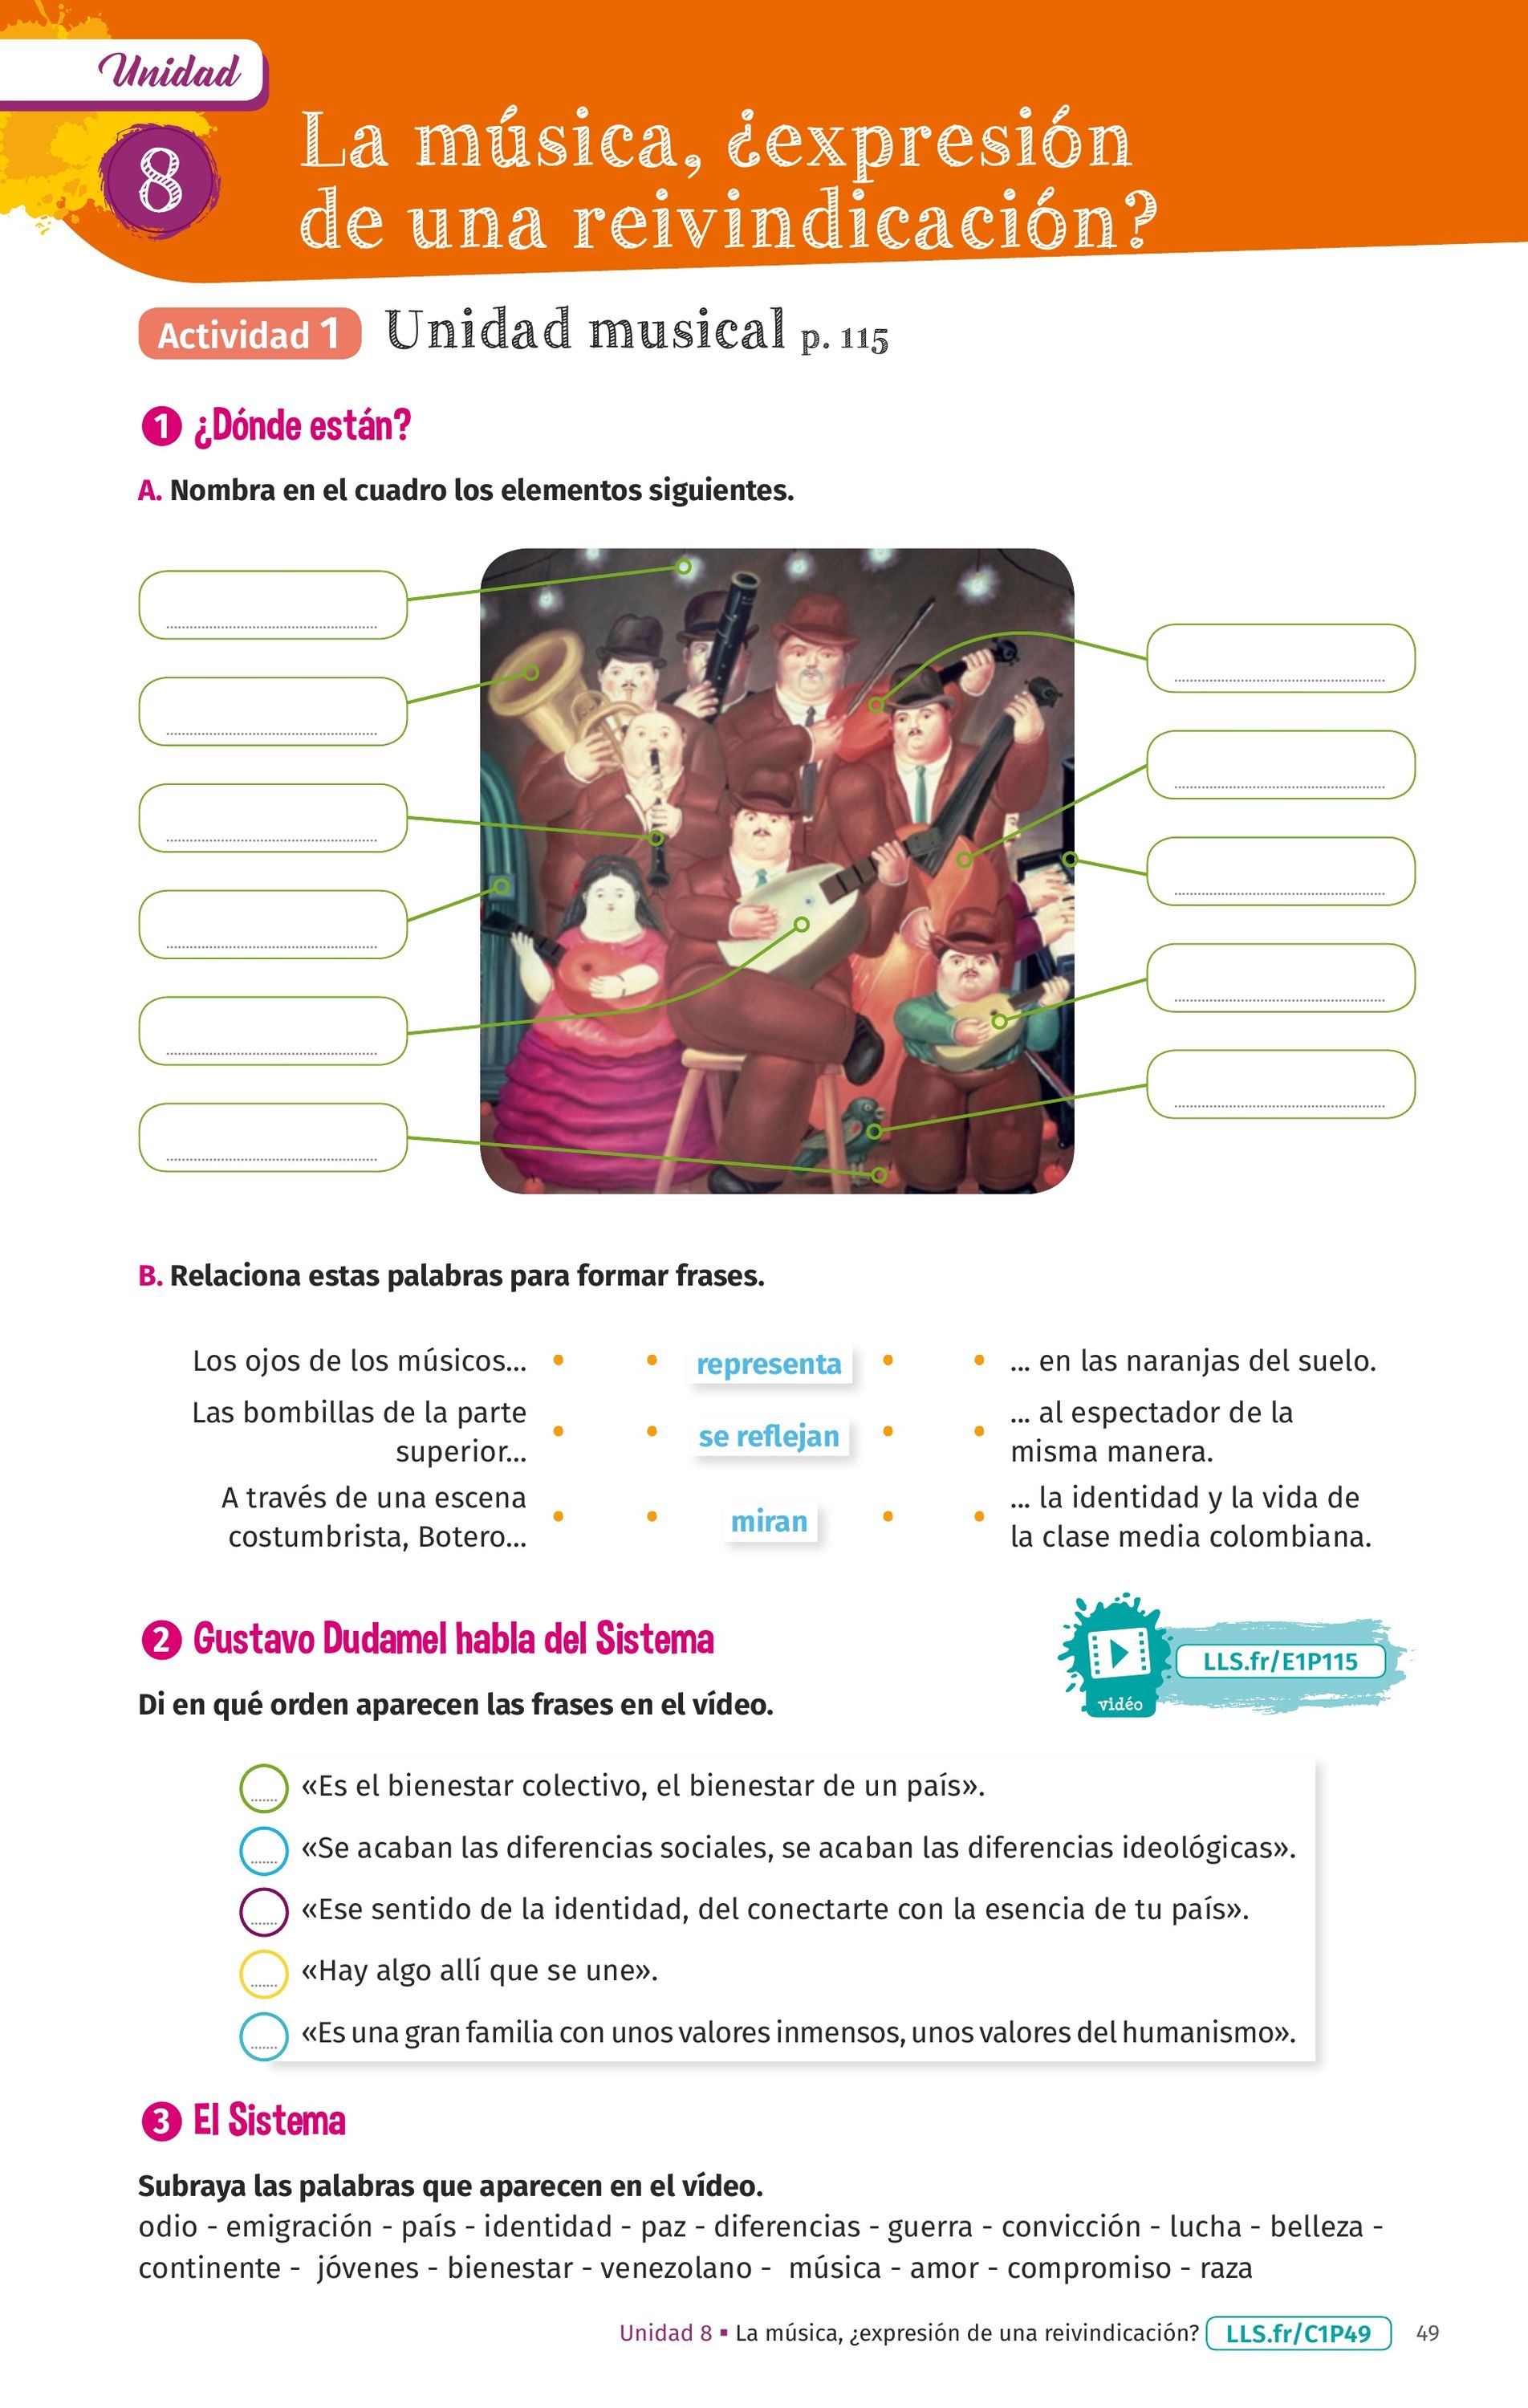 Unidad
8
La música, ¿expresión
de una reivindicación?
Actividad 1 Unidad musical p. 115
1 ¿Dónde están?
A. Nombra en el cuadro los elementos siguientes.
B. Relaciona estas palabras para formar frases.
Los ojos de los músicos... • • representa • • ... en las naranjas del suelo.
Las bombillas de la parte
superior... • • se reflejan • • ... al espectador de la
misma manera.
A través de una escena
costumbrista, Botero... • • miran • • ... la identidad y la vida de
la clase media colombiana.
2 Gustavo Dudamel habla del Sistema
LLS.fr/E1P115
vidéo
Di en qué orden aparecen las frases en el vídeo.
«Es el bienestar colectivo, el bienestar de un país».
«Se acaban las diferencias sociales, se acaban las diferencias ideológicas».
«Ese sentido de la identidad, del conectarte con la esencia de tu país».
«Hay algo allí que se une».
«Es una gran familia con unos valores inmensos, unos valores del humanismo».
3 El Sistema
Subraya las palabras que aparecen en el vídeo.
odio - emigración - país - identidad - paz - diferencias - guerra - convicción - lucha - belleza -
continente - jóvenes - bienestar - venezolano - música - amor - compromiso - raza
Unidad 8 ▪ La música, ¿expresión de una reivindicación? LLS.fr/C1P49 49